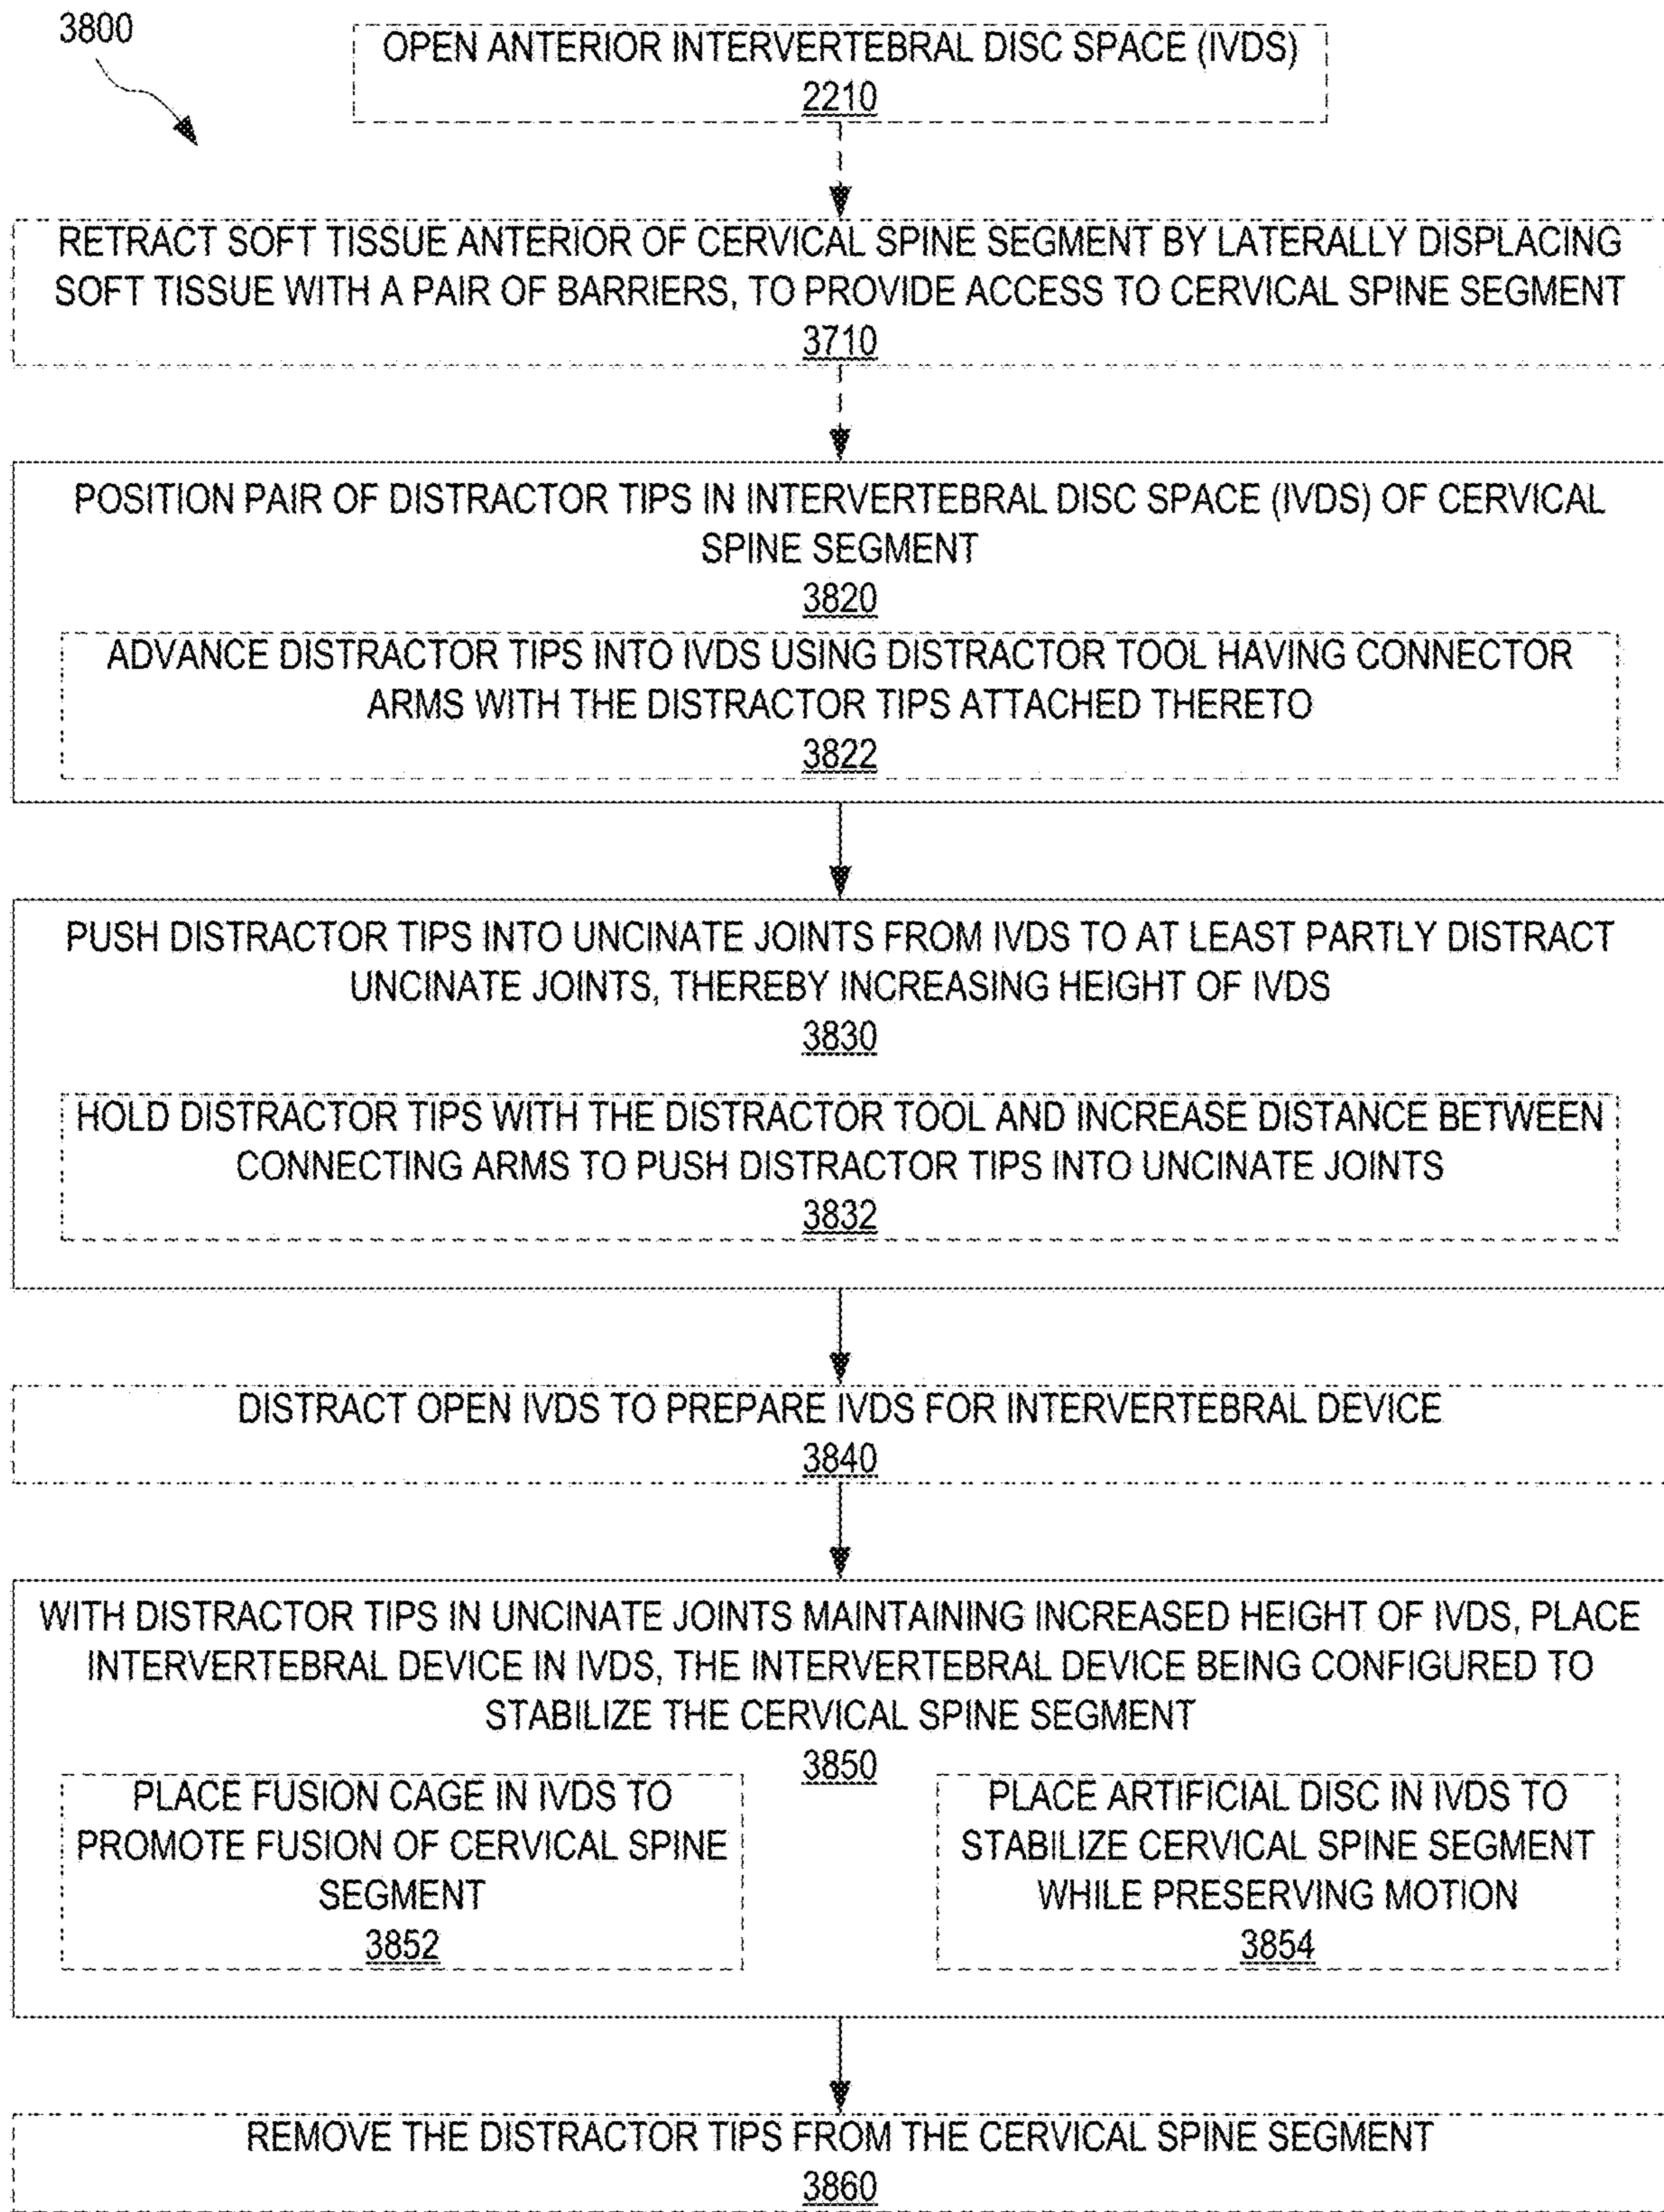 3800
OPEN ANTERIOR INTERVERTEBRAL DISC SPACE (IVDS)
2210
RETRACT SOFT TISSUE ANTERIOR OF CERVICAL SPINE SEGMENT BY LATERALLY DISPLACING
SOFT TISSUE WITH A PAIR OF BARRIERS, TO PROVIDE ACCESS TO CERVICAL SPINE SEGMENT
3710
POSITION PAIR OF DISTRACTOR TIPS IN INTERVERTEBRAL DISC SPACE (IVDS) OF CERVICAL
SPINE SEGMENT
3820
ADVANCE DISTRACTOR TIPS INTO IVDS USING DISTRACTOR TOOL HAVING CONNECTOR
ARMS WITH THE DISTRACTOR TIPS ATTACHED THERETO
3822
PUSH DISTRACTOR TIPS INTO UNCINATE JOINTS FROM IVDS TO AT LEAST PARTLY DISTRACT
UNCINATE JOINTS, THEREBY INCREASING HEIGHT OF IVDS
3830
HOLD DISTRACTOR TIPS WITH THE DISTRACTOR TOOL AND INCREASE DISTANCE BETWEEN
CONNECTING ARMS TO PUSH DISTRACTOR TIPS INTO UNCINATE JOINTS
3832
DISTRACT OPEN IVDS TO PREPARE IVDS FOR INTERVERTEBRAL DEVICE
3840
WITH DISTRACTOR TIPS IN UNCINATE JOINTS MAINTAINING INCREASED HEIGHT OF IVDS, PLACE
INTERVERTEBRAL DEVICE IN IVDS, THE INTERVERTEBRAL DEVICE BEING CONFIGURED TO
STABILIZE THE CERVICAL SPINE SEGMENT
3850
PLACE FUSION CAGE IN IVDS TO
PROMOTE FUSION OF CERVICAL SPINE
SEGMENT
3852
PLACE ARTIFICIAL DISC IN IVDS TO
STABILIZE CERVICAL SPINE SEGMENT
WHILE PRESERVING MOTION
3854
REMOVE THE DISTRACTOR TIPS FROM THE CERVICAL SPINE SEGMENT
3860